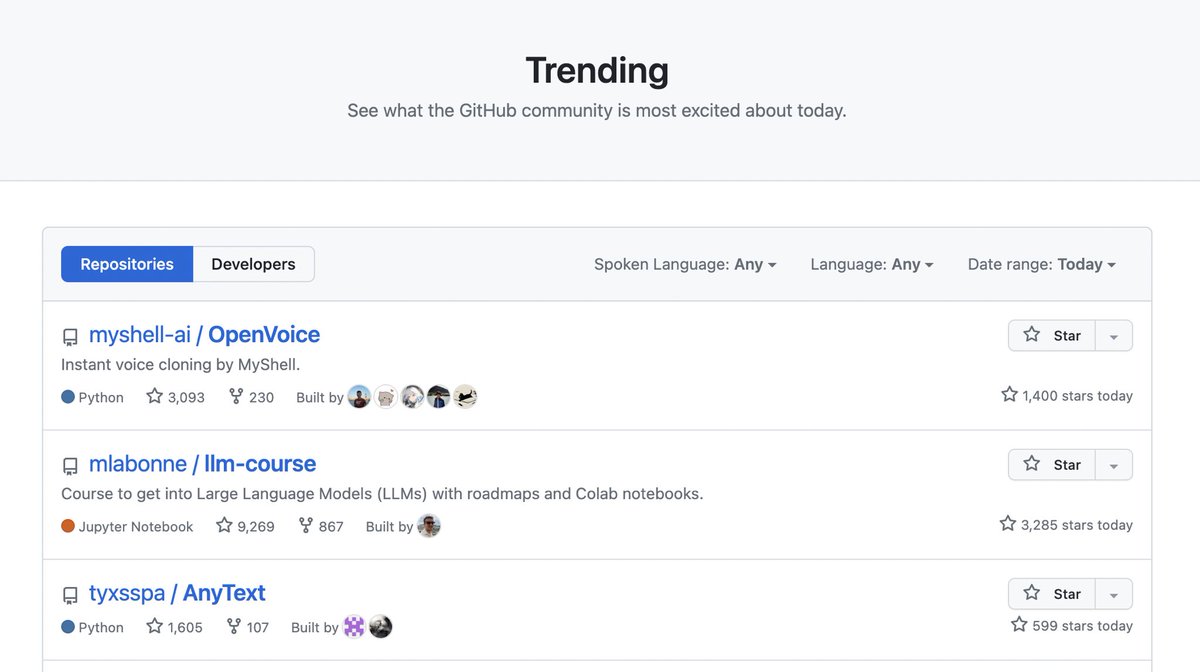 Trending
See what the GitHub community is most excited about today.
Repositories Developers Spoken Language: Any Language: Any Date range: Today
myshell-ai / OpenVoice Star
Instant voice cloning by MyShell.
Python 3,093 230 Built by 1,400 stars today
mlabonne / llm-course Star
Course to get into Large Language Models (LLMs) with roadmaps and Colab notebooks.
Jupyter Notebook 9,269 867 Built by 3,285 stars today
tyxsspa / AnyText Star
Python 1,605 107 Built by 599 stars today